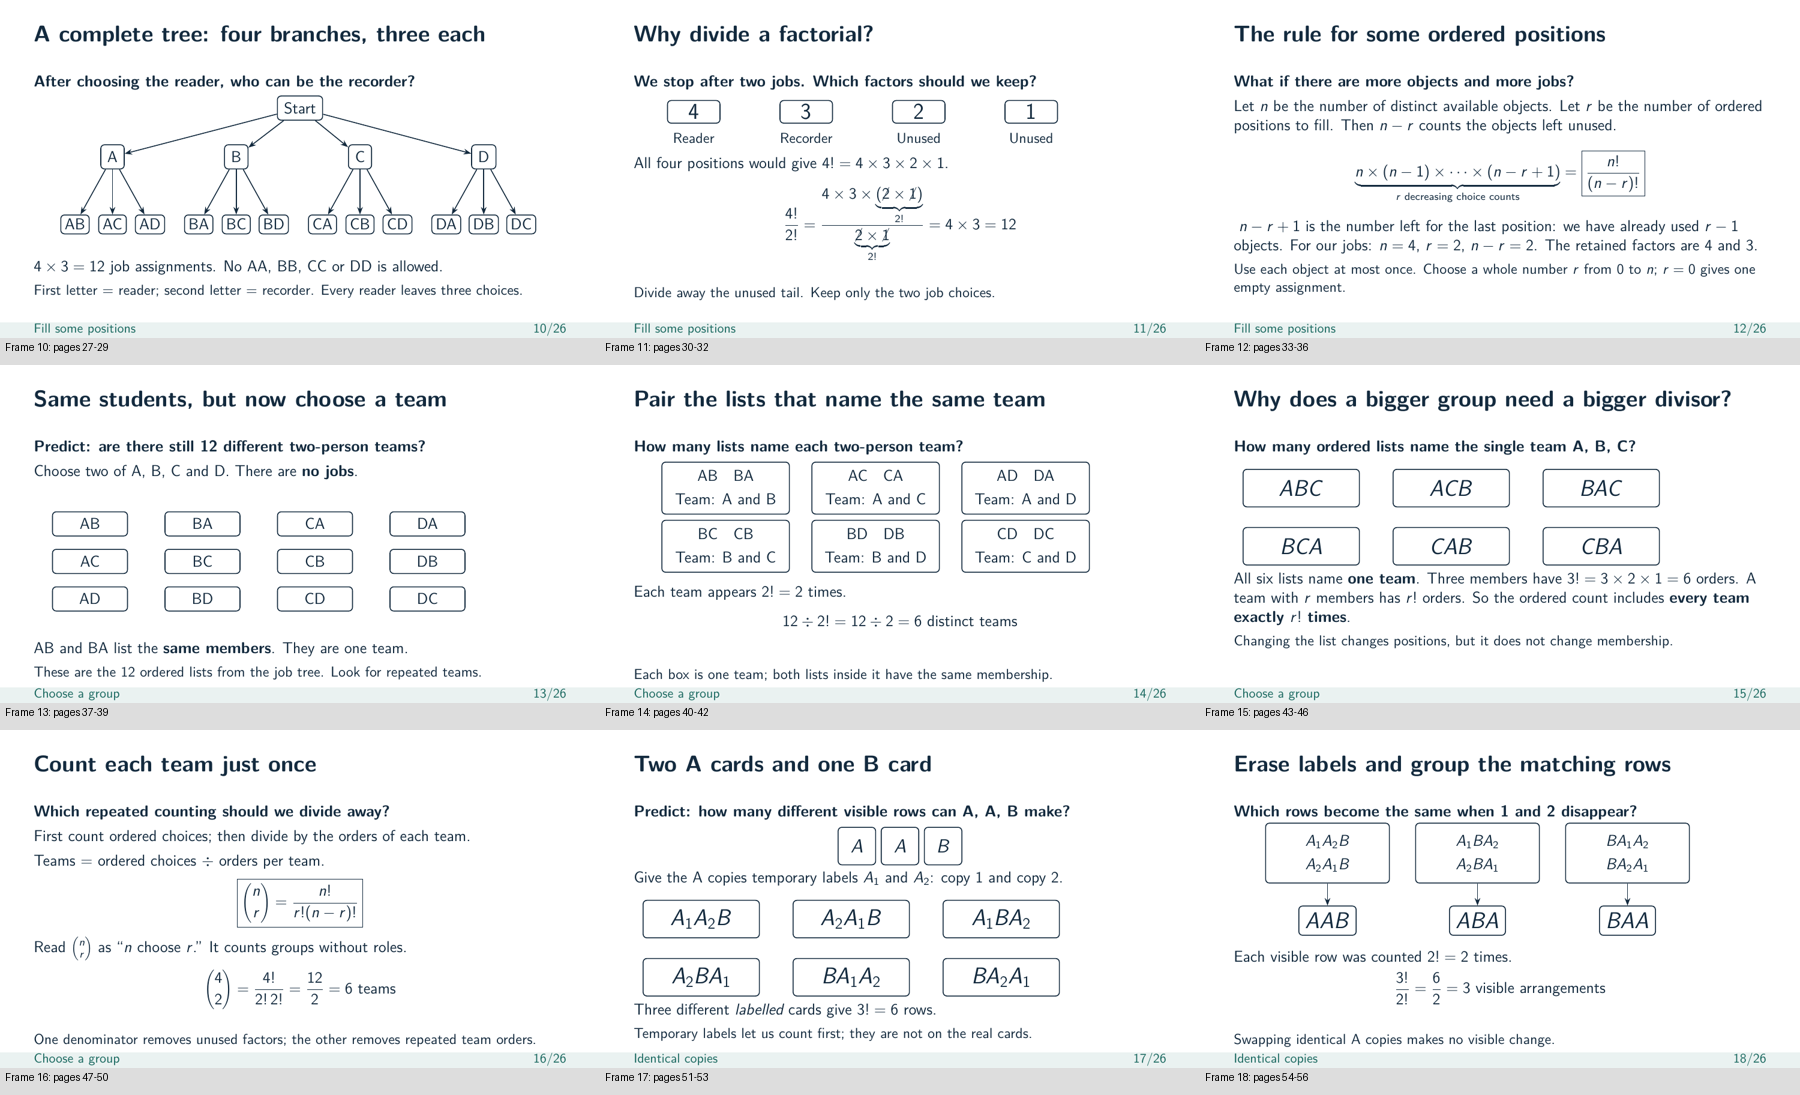 A complete tree: four branches, three each
After choosing the reader, who can be the recorder?
Start
A B C D
AB AC AD BA BC BD CA CB CD DA DB DC
4 × 3 = 12 job assignments. No AA, BB, CC or DD is allowed.
First letter = reader; second letter = recorder. Every reader leaves three choices.
Fill some positions 10/26
Frame 10: pages 27-29
Why divide a factorial?
We stop after two jobs. Which factors should we keep?
4 3 2 1
Reader Recorder Unused Unused
All four positions would give 4! = 4 × 3 × 2 × 1.
4!/2! = 4 × 3 × (2 × 1)/2 × 1 = 4 × 3 = 12
2!
2!
Divide away the unused tail. Keep only the two job choices.
Fill some positions 11/26
Frame 11: pages 30-32
The rule for some ordered positions
What if there are more objects and more jobs?
Let n be the number of distinct available objects. Let r be the number of ordered
positions to fill. Then n − r counts the objects left unused.
n × (n − 1) × ⋯ × (n − r + 1) = n!/(n − r)!
r decreasing choice counts
n − r + 1 is the number left for the last position: we have already used r − 1
objects. For our jobs: n = 4, r = 2, n − r = 2. The retained factors are 4 and 3.
Use each object at most once. Choose a whole number r from 0 to n; r = 0 gives one
empty assignment.
Fill some positions 12/26
Frame 12: pages 33-36
Same students, but now choose a team
Predict: are there still 12 different two-person teams?
Choose two of A, B, C and D. There are no jobs.
AB BA CA DA
AC BC CB DB
AD BD CD DC
AB and BA list the same members. They are one team.
These are the 12 ordered lists from the job tree. Look for repeated teams.
Choose a group 13/26
Frame 13: pages 37-39
Pair the lists that name the same team
How many lists name each two-person team?
AB BA AC CA AD DA
Team: A and B Team: A and C Team: A and D
BC CB BD DB CD DC
Team: B and C Team: B and D Team: C and D
Each team appears 2! = 2 times.
12 ÷ 2! = 12 ÷ 2 = 6 distinct teams
Each box is one team; both lists inside it have the same membership.
Choose a group 14/26
Frame 14: pages 40-42
Why does a bigger group need a bigger divisor?
How many ordered lists name the single team A, B, C?
ABC ACB BAC
BCA CAB CBA
All six lists name one team. Three members have 3! = 3 × 2 × 1 = 6 orders. A
team with r members has r! orders. So the ordered count includes every team
exactly r! times.
Changing the list changes positions, but it does not change membership.
Choose a group 15/26
Frame 15: pages 43-46
Count each team just once
Which repeated counting should we divide away?
First count ordered choices; then divide by the orders of each team.
Teams = ordered choices ÷ orders per team.
(n r) = n!/r!(n − r)!
Read (n r) as “n choose r.” It counts groups without roles.
(4 2) = 4!/2! 2! = 12/2 = 6 teams
One denominator removes unused factors; the other removes repeated team orders.
Choose a group 16/26
Frame 16: pages 47-50
Two A cards and one B card
Predict: how many different visible rows can A, A, B make?
A A B
Give the A copies temporary labels A₁ and A₂: copy 1 and copy 2.
A₁A₂B A₂A₁B A₁BA₂
A₂BA₁ BA₁A₂ BA₂A₁
Three different labelled cards give 3! = 6 rows.
Temporary labels let us count first; they are not on the real cards.
Identical copies 17/26
Frame 17: pages 51-53
Erase labels and group the matching rows
Which rows become the same when 1 and 2 disappear?
A₁A₂B A₁BA₂ BA₁A₂
A₂A₁B A₂BA₁ BA₂A₁
AAB ABA BAA
Each visible row was counted 2! = 2 times.
3!/2! = 6/2 = 3 visible arrangements
Swapping identical A copies makes no visible change.
Identical copies 18/26
Frame 18: pages 54-56